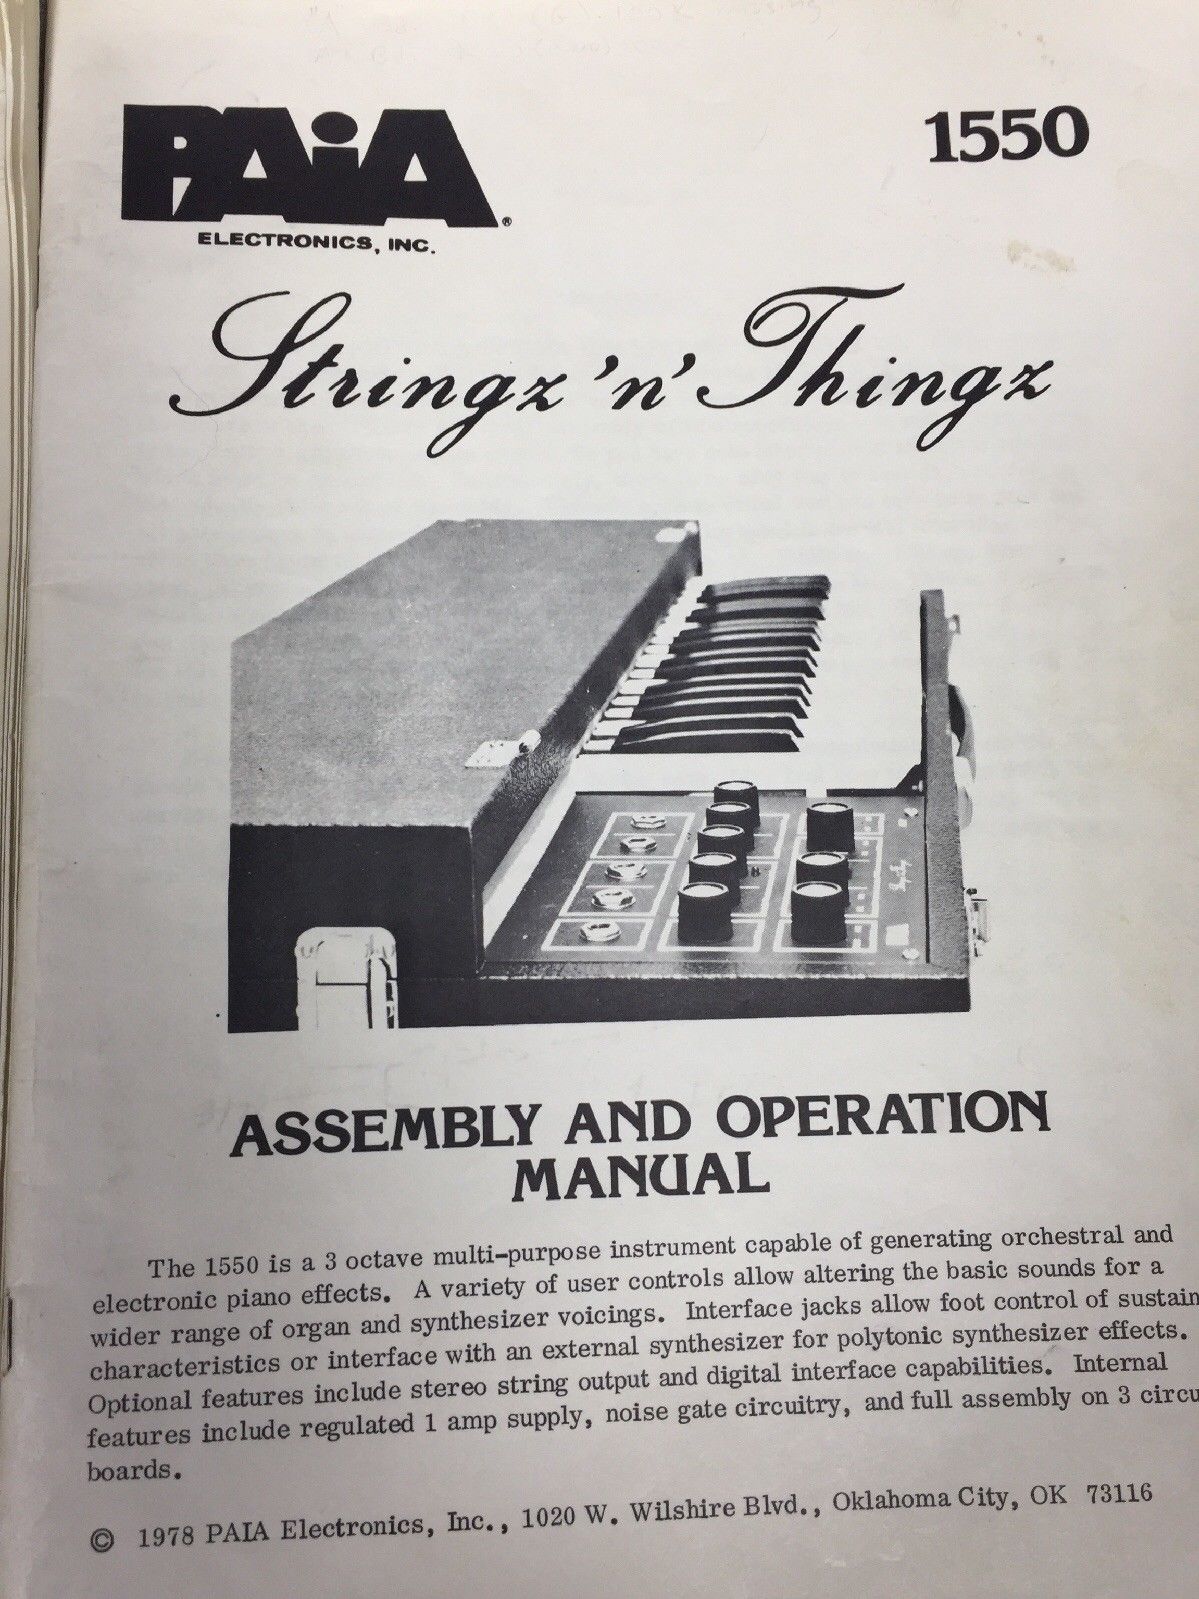 PAiA®
1550
ELECTRONICS, INC.
Stringz 'n' Thingz
ASSEMBLY AND OPERATION
MANUAL
The 1550 is a 3 octave multi-purpose instrument capable of generating orchestral and
electronic piano effects. A variety of user controls allow altering the basic sounds for a
wider range of organ and synthesizer voicings. Interface jacks allow foot control of sustain
characteristics or interface with an external synthesizer for polytonic synthesizer effects.
Optional features include stereo string output and digital interface capabilities. Internal
features include regulated 1 amp supply, noise gate circuitry, and full assembly on 3 circu
boards.
© 1978 PAIA Electronics, Inc., 1020 W. Wilshire Blvd., Oklahoma City, OK 73116